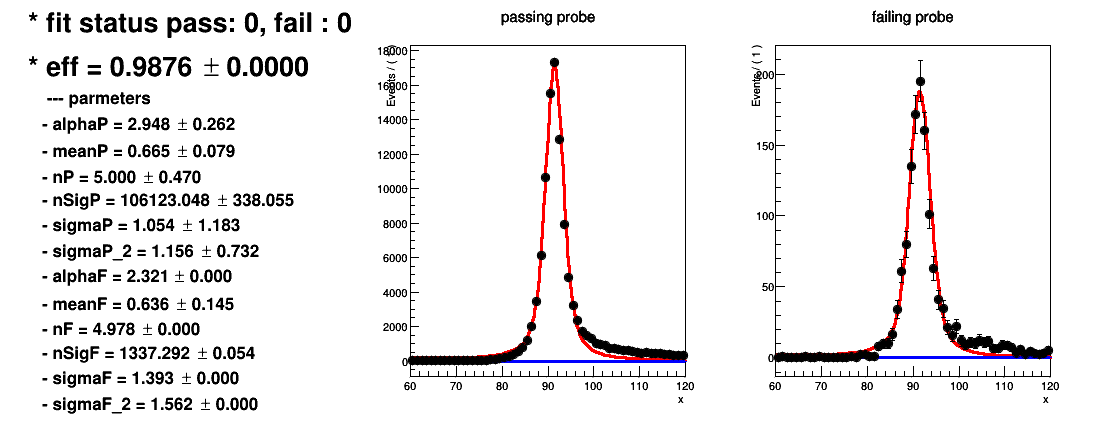 * fit status pass: 0, fail : 0
* eff = 0.9876 ± 0.0000
--- parmeters
- alphaP = 2.948 ± 0.262
- meanP = 0.665 ± 0.079
- nP = 5.000 ± 0.470
- nSigP = 106123.048 ± 338.055
- sigmaP = 1.054 ± 1.183
- sigmaP_2 = 1.156 ± 0.732
- alphaF = 2.321 ± 0.000
- meanF = 0.636 ± 0.145
- nF = 4.978 ± 0.000
- nSigF = 1337.292 ± 0.054
- sigmaF = 1.393 ± 0.000
- sigmaF_2 = 1.562 ± 0.000
passing probe
Events / ( 1 )
18000
16000
14000
12000
10000
8000
6000
4000
2000
0
60 70 80 90 100 110 120
x
failing probe
Events / ( 1 )
200
150
100
50
0
60 70 80 90 100 110 120
x